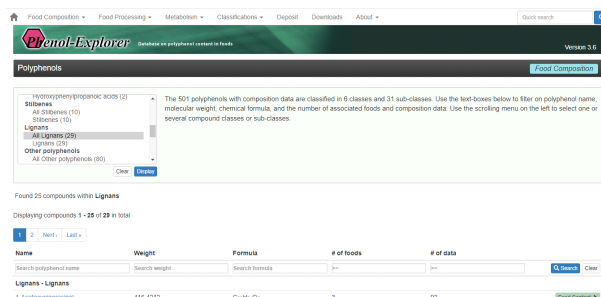 Food Composition Food Processing Metabolism Classifications Deposit Downloads About Quick search
Phenol-Explorer Database on polyphenol content in foods
Version 3.6
Polyphenols Food Composition
Hydroxyphenylpropanoic acids (2)
Stilbenes
All Stilbenes (10)
Stilbenes (10)
Lignans
All Lignans (29)
Lignans (29)
Other polyphenols
All Other polyphenols (80)
Clear Display
The 501 polyphenols with composition data are classified in 6 classes and 31 sub-classes. Use the text-boxes below to filter on polyphenol name,
molecular weight, chemical formula, and the number of associated foods and composition data. Use the scrolling menu on the left to select one or
several compound classes or sub-classes.
Found 25 compounds within Lignans
Displaying compounds 1 - 25 of 29 in total
1 2 Next › Last »
Name Weight Formula # of foods # of data
Search polyphenol name Search weight Search formula >= >= Search Clear
Lignans - Lignans